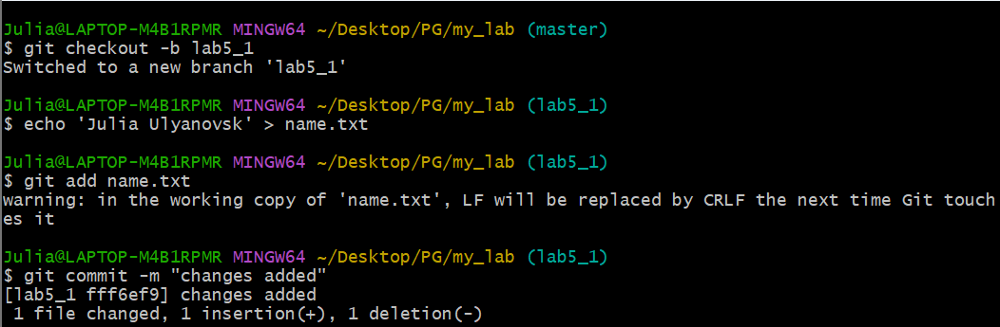 Julia@LAPTOP-M4B1RPMR MINGW64 ~/Desktop/PG/my_lab (master)
$ git checkout -b lab5_1
Switched to a new branch 'lab5_1'
Julia@LAPTOP-M4B1RPMR MINGW64 ~/Desktop/PG/my_lab (lab5_1)
$ echo 'Julia Ulyanovsk' > name.txt
Julia@LAPTOP-M4B1RPMR MINGW64 ~/Desktop/PG/my_lab (lab5_1)
$ git add name.txt
warning: in the working copy of 'name.txt', LF will be replaced by CRLF the next time Git touch
es it
Julia@LAPTOP-M4B1RPMR MINGW64 ~/Desktop/PG/my_lab (lab5_1)
$ git commit -m "changes added"
[lab5_1 fff6ef9] changes added
 1 file changed, 1 insertion(+), 1 deletion(-)